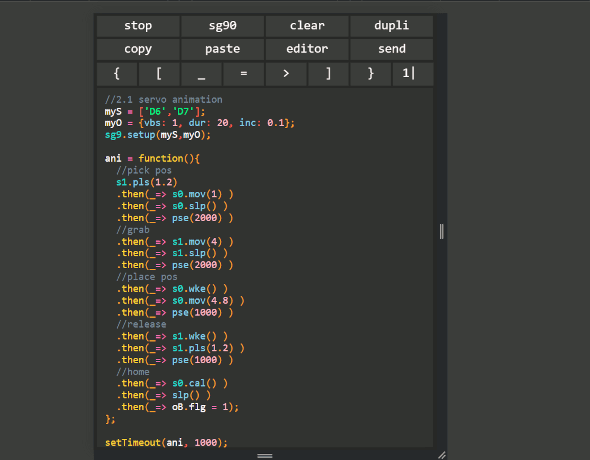 stop sg90 clear dupli
copy paste editor send
{ [ _ = > ] } 1|
//2.1 servo animation
myS = ['D6','D7'];
myO = {vbs: 1, dur: 20, inc: 0.1};
sg9.setup(myS,myO);

ani = function(){
  //pick pos
  s1.pls(1.2)
  .then(_=> s0.mov(1) )
  .then(_=> s0.slp() )
  .then(_=> pse(2000) )
  //grab
  .then(_=> s1.mov(4) )
  .then(_=> s1.slp() )
  .then(_=> pse(2000) )
  //place pos
  .then(_=> s0.wke() )
  .then(_=> s0.mov(4.8) )
  .then(_=> pse(1000) )
  //release
  .then(_=> s1.wke() )
  .then(_=> s1.pls(1.2) )
  .then(_=> pse(1000) )
  //home
  .then(_=> s0.cal() )
  .then(_=> slp() )
  .then(_=> oB.flg = 1);
};

setTimeout(ani, 1000);